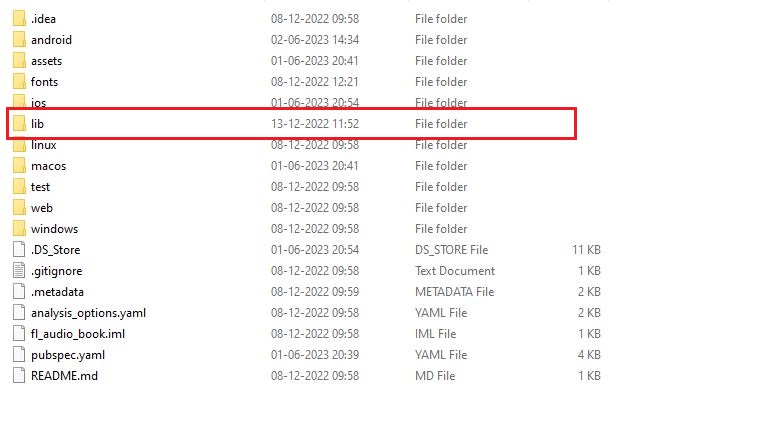 .idea 08-12-2022 09:58 File folder
android 02-06-2023 14:34 File folder
assets 01-06-2023 20:41 File folder
fonts 08-12-2022 12:21 File folder
ios 01-06-2023 20:54 File folder
lib 13-12-2022 11:52 File folder
linux 08-12-2022 09:58 File folder
macos 01-06-2023 20:41 File folder
test 08-12-2022 09:58 File folder
web 08-12-2022 09:58 File folder
windows 08-12-2022 09:58 File folder
.DS_Store 01-06-2023 20:54 DS_STORE File 11 KB
.gitignore 08-12-2022 09:58 Text Document 1 KB
.metadata 08-12-2022 09:59 METADATA File 2 KB
analysis_options.yaml 08-12-2022 09:58 YAML File 2 KB
fl_audio_book.iml 08-12-2022 09:58 IML File 1 KB
pubspec.yaml 01-06-2023 20:39 YAML File 4 KB
README.md 08-12-2022 09:58 MD File 1 KB